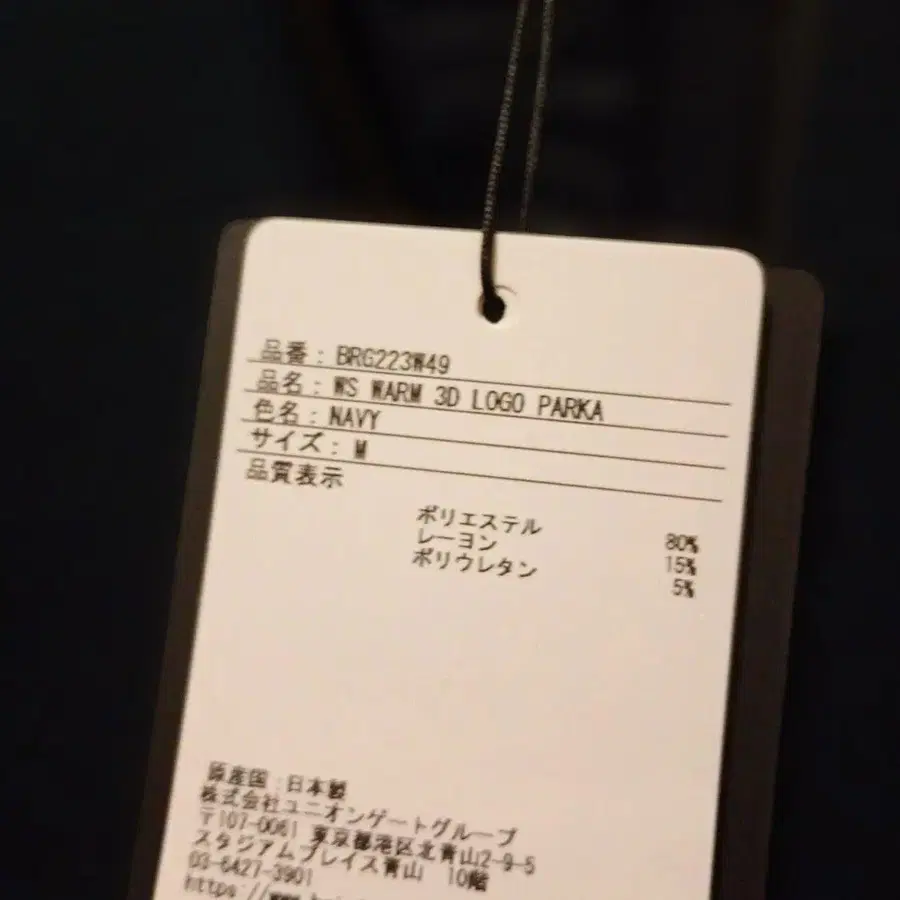 品番: BRG223W49
品名: WS WARM 3D LOGO PARKA
色名: NAVY
サイズ: M
品質表示
ポリエステル 80%
レーヨン 15%
ポリウレタン 5%
原産国:日本製
株式会社ユニオンゲートグループ
〒107-0061 東京都港区北青山2-9-5
スタジアムプレイス青山 10階
03-6427-3901
https://www.